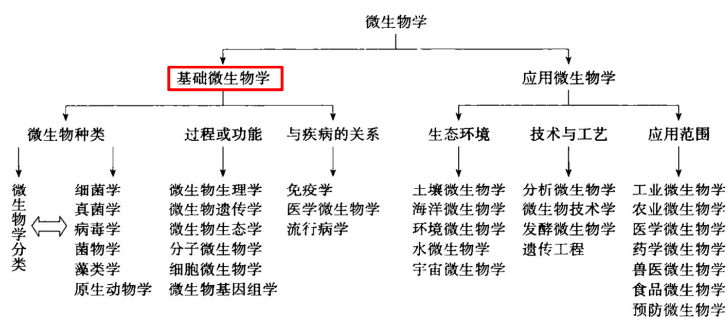 微生物学
基础微生物学
应用微生物学
微生物种类
过程或功能
与疾病的关系
生态环境
技术与工艺
应用范围
微生物学分类
细菌学
真菌学
病毒学
菌物学
藻类学
原生动物学
微生物生理学
微生物遗传学
微生物生态学
分子微生物学
细胞微生物学
微生物基因组学
免疫学
医学微生物学
流行病学
土壤微生物学
海洋微生物学
环境微生物学
水微生物学
宇宙微生物学
分析微生物学
微生物技术学
发酵微生物学
遗传工程
工业微生物学
农业微生物学
医学微生物学
药学微生物学
兽医微生物学
食品微生物学
预防微生物学